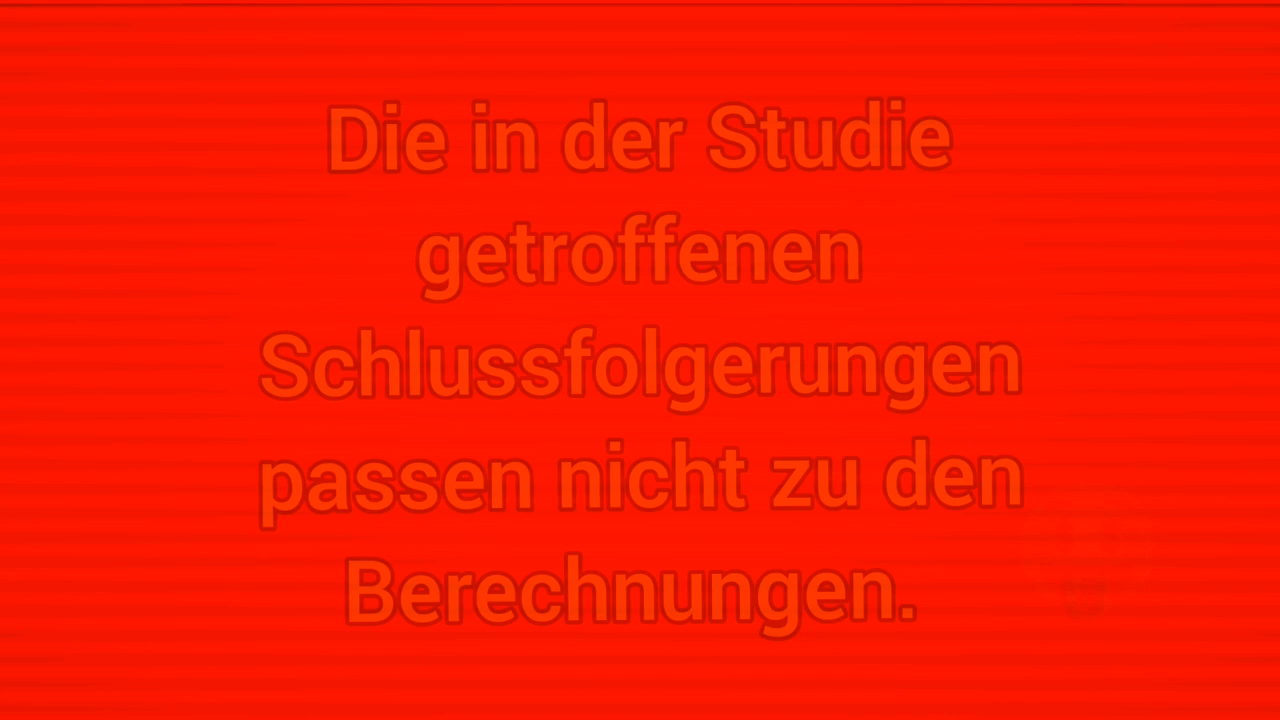 Die in der Studie
getroffenen
Schlussfolgerungen
passen nicht zu den
Berechnungen.